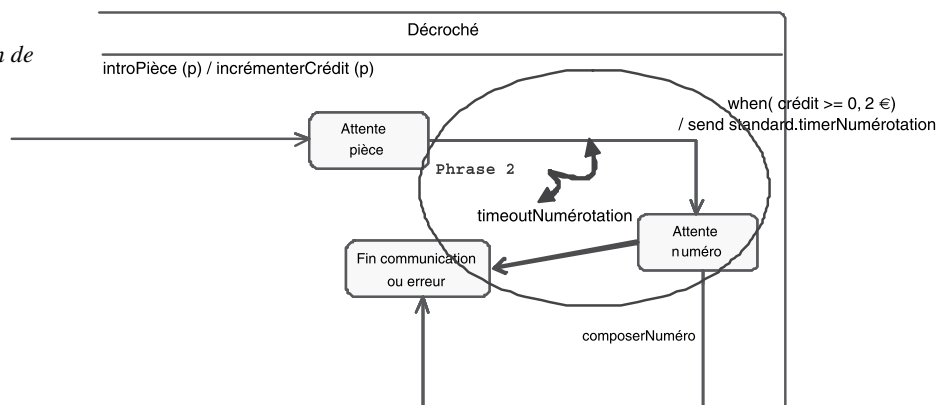 Décroché
n de
introPièce (p) / incrémenterCrédit (p)
when( crédit >= 0, 2 €)
/ send standard.timerNumérotation
Attente
pièce
Phrase 2
timeoutNumérotation
Attente
numéro
Fin communication
ou erreur
composerNuméro